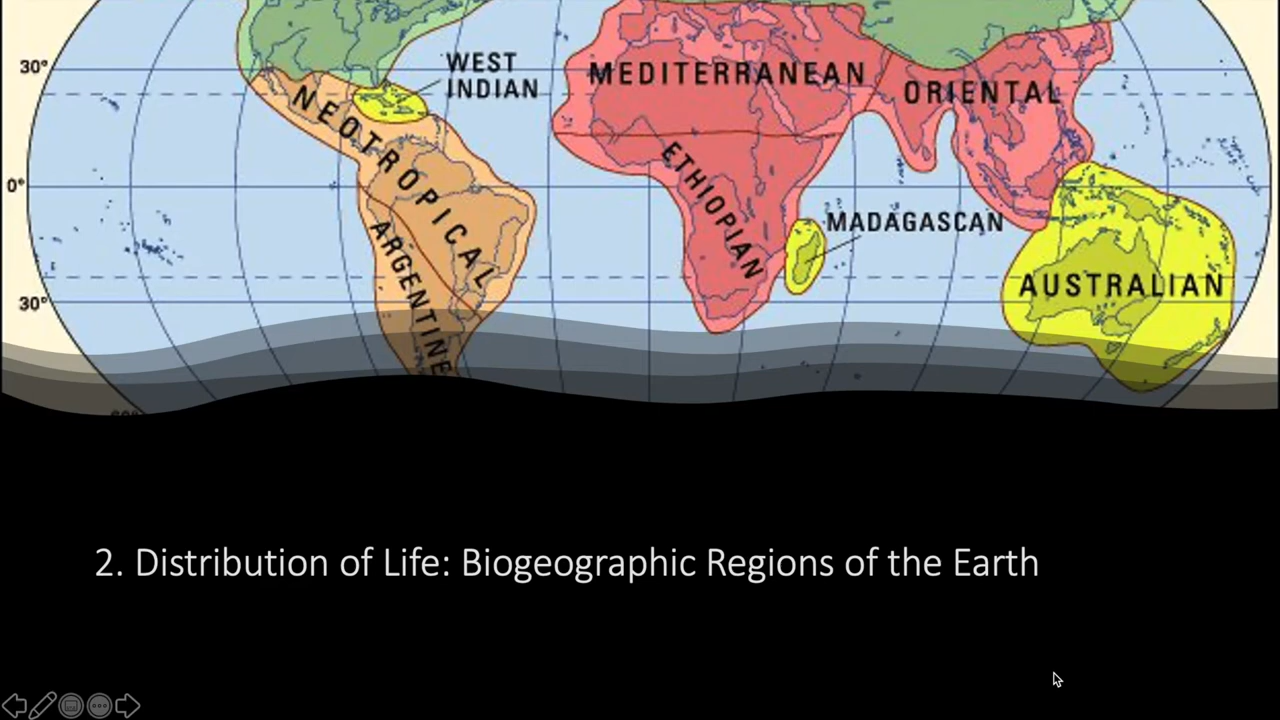 30°
WEST
INDIAN
MEDITERRANEAN
ORIENTAL
NEOTROPICAL
0°
ETHIOPIAN
MADAGASCAN
ARGENTINE
30°
AUSTRALIAN
2. Distribution of Life: Biogeographic Regions of the Earth